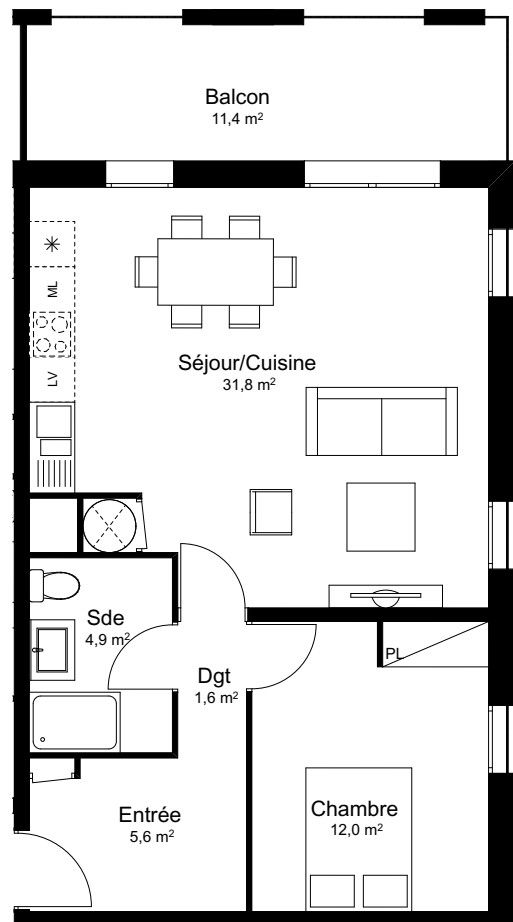 Balcon
11,4 m²
ML
Séjour/Cuisine
31,8 m²
LV
Sde
4,9 m²
PL
Dgt
1,6 m²
Entrée
5,6 m²
Chambre
12,0 m²